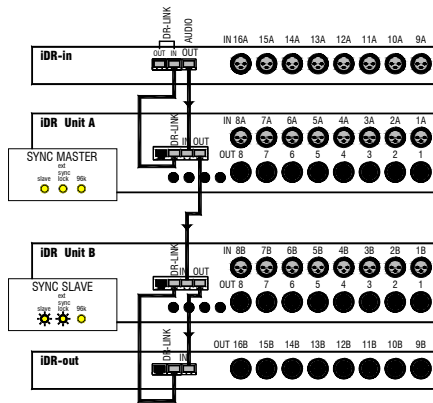 DR-LINK
AUDIO
OUT IN OUT
IN 16A 15A 14A 13A 12A 11A 10A 9A
iDR-in
iDR Unit A
DR-LINK
IN OUT
IN 8A 7A 6A 5A 4A 3A 2A 1A
OUT 8 7 6 5 4 3 2 1
SYNC MASTER
slave ext sync lock 96k
iDR Unit B
DR-LINK
IN OUT
IN 8B 7B 6B 5B 4B 3B 2B 1B
OUT 8 7 6 5 4 3 2 1
SYNC SLAVE
slave ext sync lock 96k
DR-LINK
IN
OUT 16B 15B 14B 13B 12B 11B 10B 9B
iDR-out